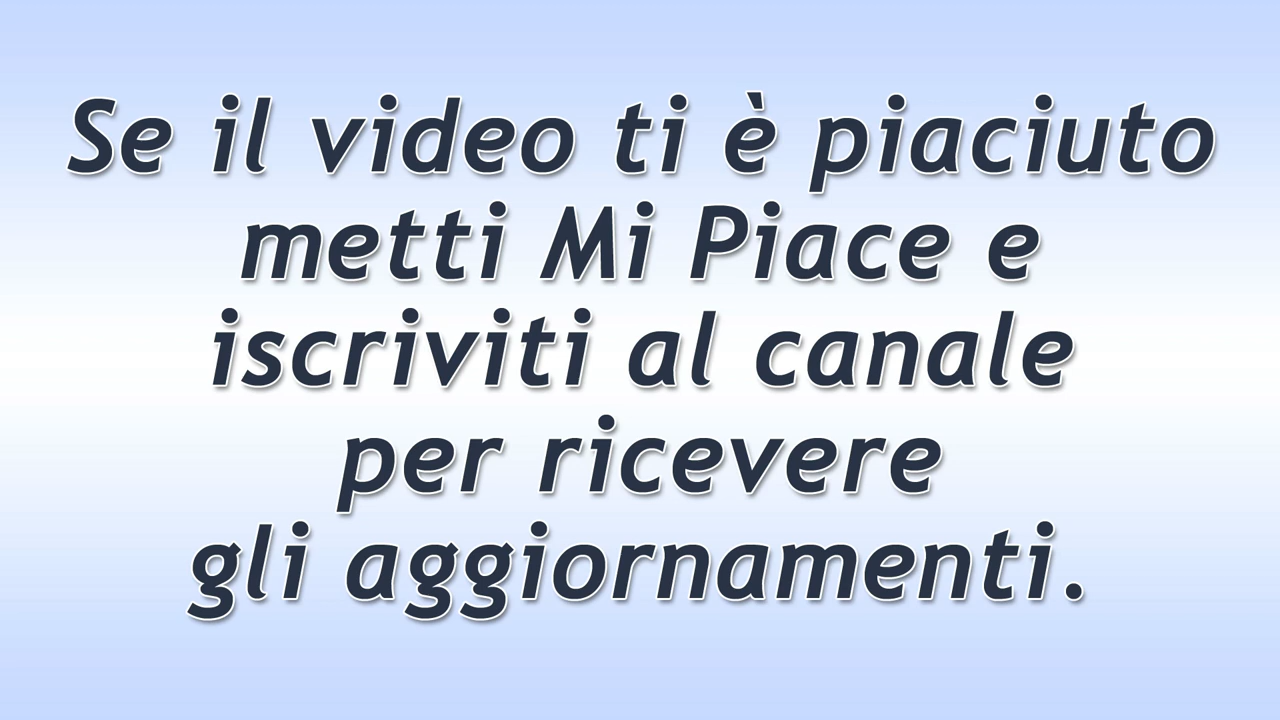 Se il video ti è piaciuto
metti Mi Piace e
iscriviti al canale
per ricevere
gli aggiornamenti.